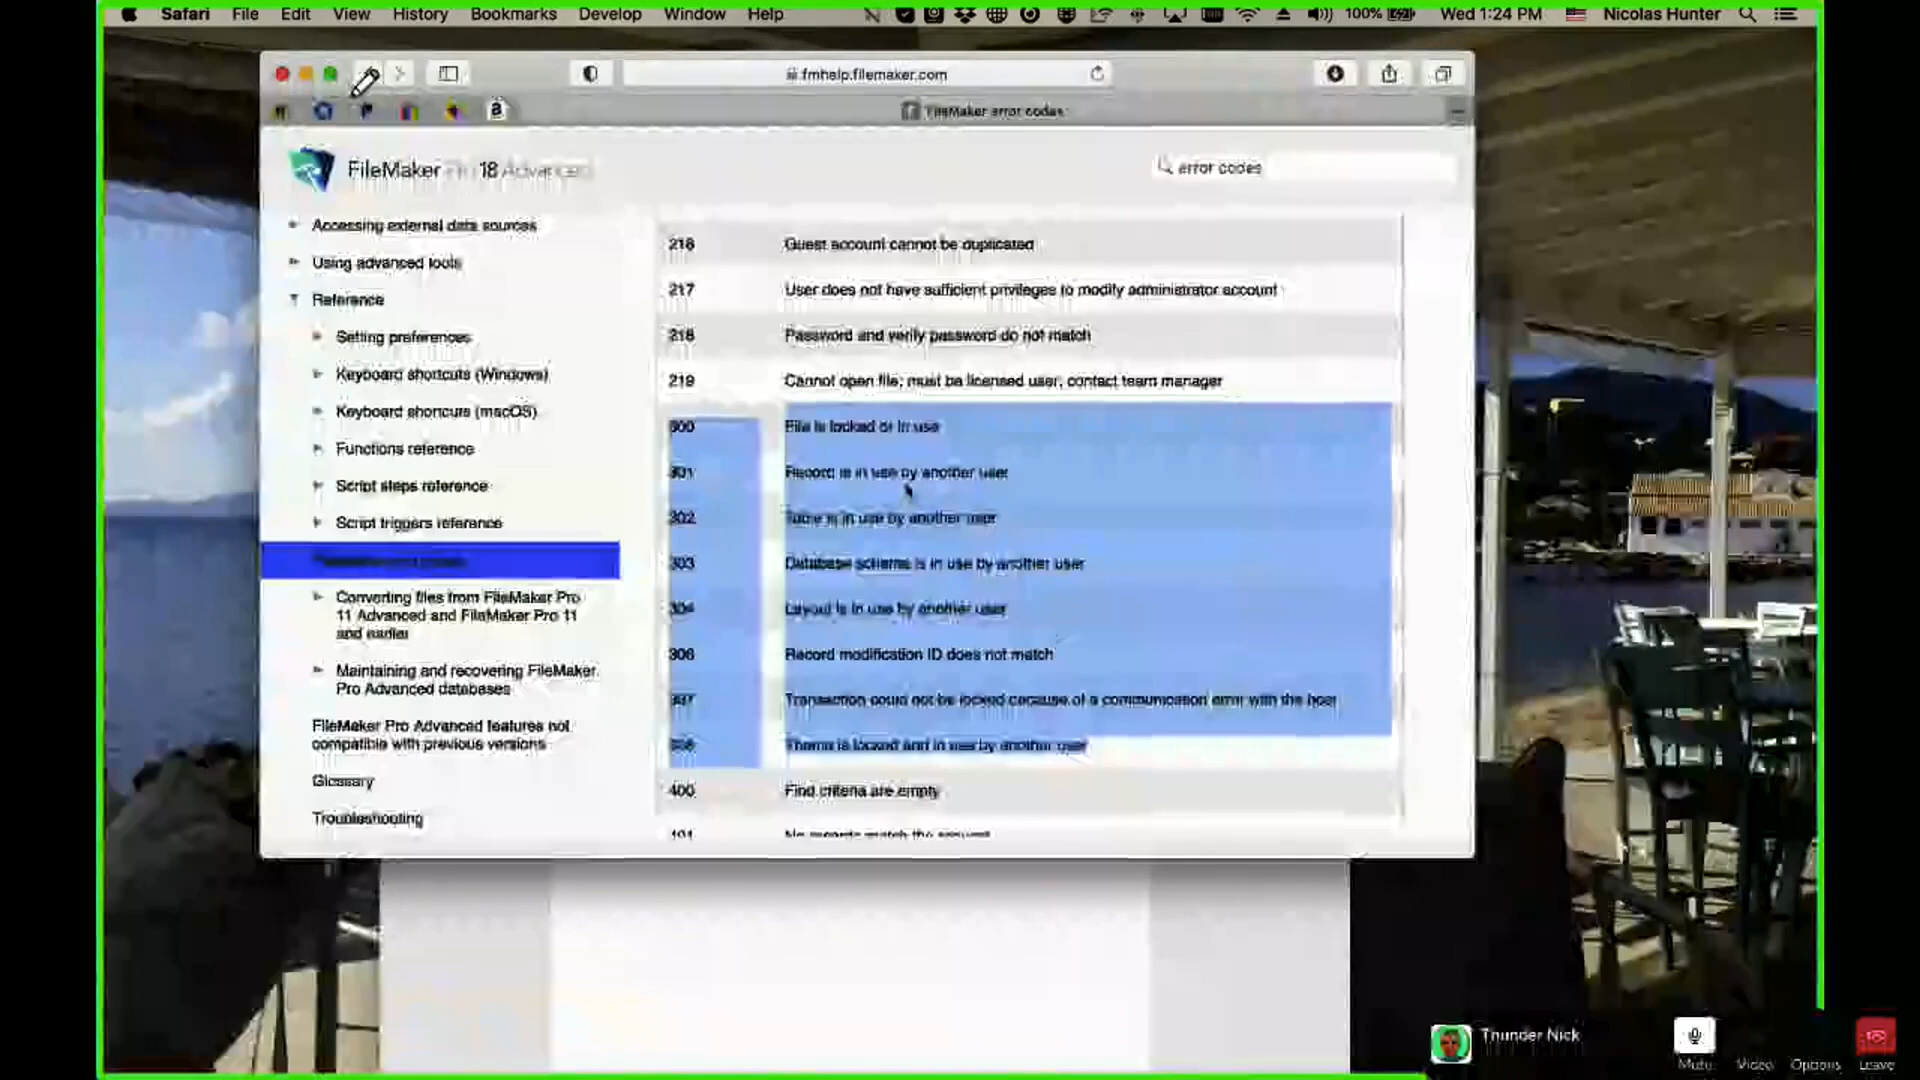 Safari File Edit View History Bookmarks Develop Window Help 100% Wed 1:24 PM Nicolas Hunter
fmhelp.filemaker.com
FileMaker error codes
FileMaker Pro 18 Advanced
error codes
Accessing external data sources
Using advanced tools
Reference
Setting preferences
Keyboard shortcuts (Windows)
Keyboard shortcuts (macOS)
Functions reference
Script steps reference
Script triggers reference
Converting files from FileMaker Pro
11 Advanced and FileMaker Pro 11
and earlier
Maintaining and recovering FileMaker
Pro Advanced databases
FileMaker Pro Advanced features not
compatible with previous versions
Glossary
Troubleshooting
216 Guest account cannot be duplicated
217 User does not have sufficient privileges to modify administrator account
218 Password and verify password do not match
219 Cannot open file; must be licensed user, contact team manager
300 File is locked or in use
301 Record is in use by another user
302 Table is in use by another user
303 Database schema is in use by another user
304 Layout is in use by another user
306 Record modification ID does not match
307 Transaction could not be locked because of a communication error with the host
308 Theme is locked and in use by another user
400 Find criteria are empty
401 No records match the request
Thunder Nick
Mute Video Options Leave